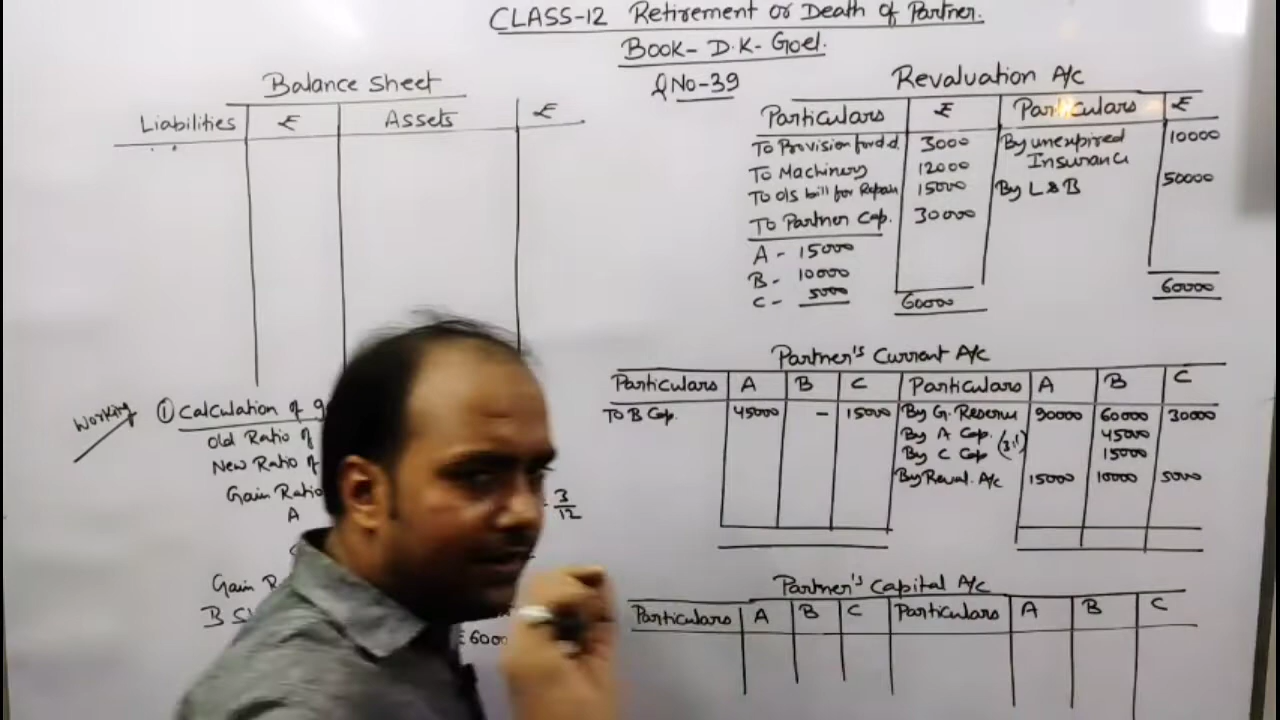 CLASS-12 Retirement or Death of Partner.
Book- D.K- Goel.
QNo-39
Balance Sheet
Liabilities ₹ Assets ₹
Revaluation A/c
Particulars ₹ Particulars ₹
To Provision for d.d. 3000 By unexpired 10000
Insurance
To Machinery 12000
To O/S bill for Repair 15000 By L & B 50000
To Partner Cap. 30000
A - 15000
B - 10000
C - 5000
60000 60000
Partner's Current A/c
Particulars A B C Particulars A B C
To B Cap. 45000 - 15000 By G. Reserve 90000 60000 30000
By A Cap. (3:1) 45000
By C Cap 15000
By Reval. A/c 15000 10000 5000
Working
① Calculation of
Old Ratio of
New Ratio of
Gain Ratio
A
3/12
Gain
B
₹600
Partner's Capital A/c
Particulars A B C Particulars A B C